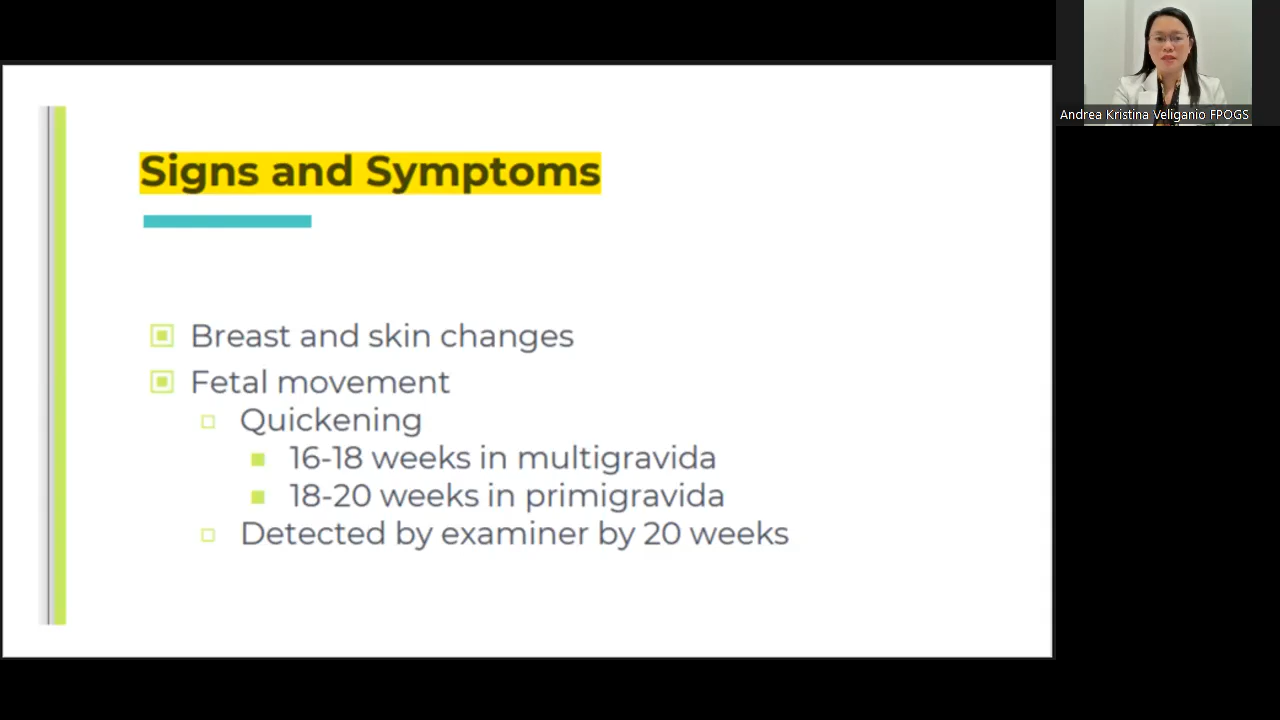 Signs and Symptoms
Breast and skin changes
Fetal movement
Quickening
16-18 weeks in multigravida
18-20 weeks in primigravida
Detected by examiner by 20 weeks
Andrea Kristina Veliganio FPOGS